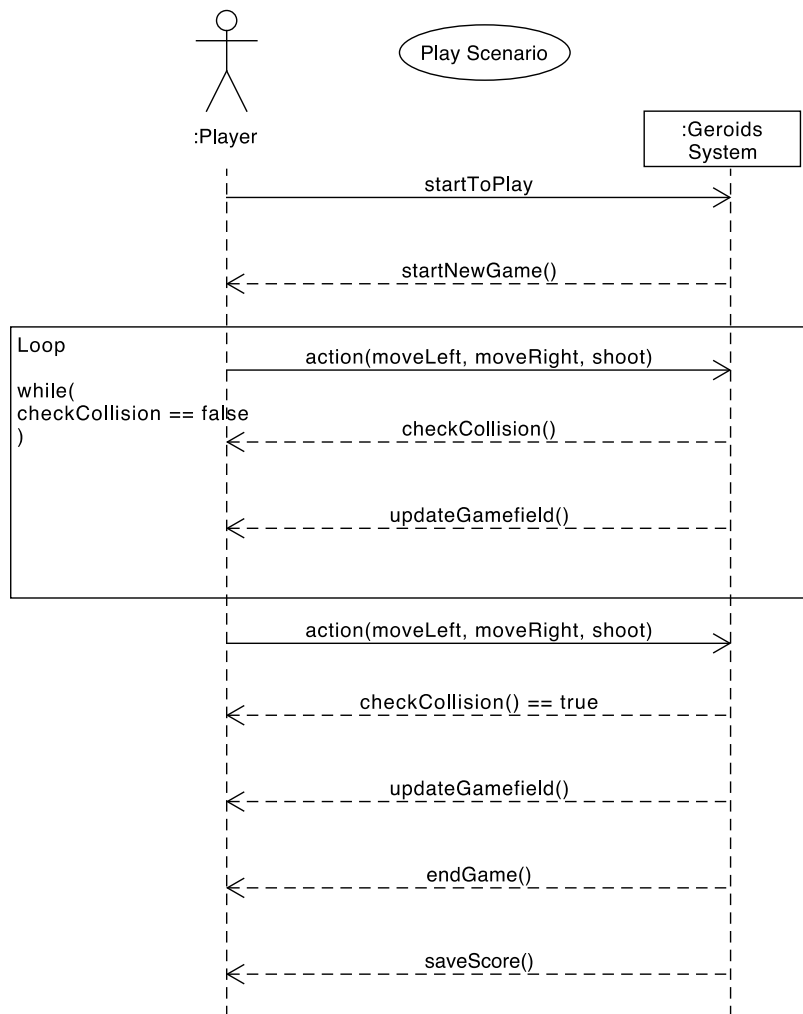 Play Scenario
:Player
:Geroids
System
startToPlay
startNewGame()
Loop
action(moveLeft, moveRight, shoot)
while(
checkCollision == false
)
checkCollision()
updateGamefield()
action(moveLeft, moveRight, shoot)
checkCollision() == true
updateGamefield()
endGame()
saveScore()